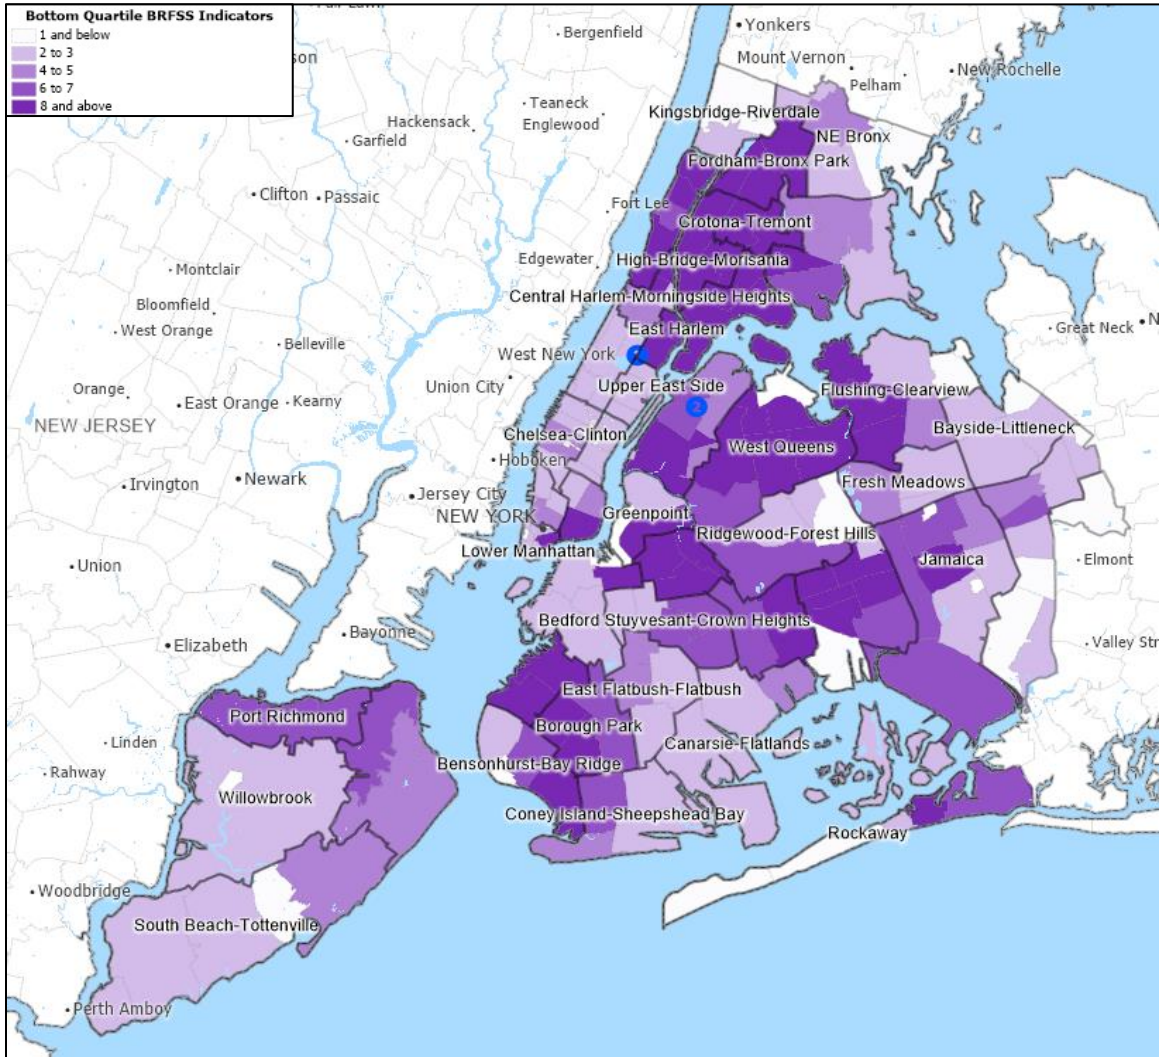 Bottom Quartile BRFSS Indicators
1 and below
2 to 3
4 to 5
6 to 7
8 and above
Yonkers
Bergenfield
Mount Vernon
New Rochelle
Pelham
Teaneck
Englewood
Kingsbridge-Riverdale
Hackensack
NE Bronx
Garfield
Fordham-Bronx Park
Clifton
Passaic
Fort Lee
Crotona-Tremont
Edgewater
High-Bridge-Morisania
Montclair
Central Harlem-Morningside Heights
Bloomfield
West Orange
East Harlem
Great Neck
Belleville
West New York
Union City
Upper East Side
Flushing-Clearview
Orange
East Orange
Kearny
2
NEW JERSEY
Chelsea-Clinton
West Queens
Bayside-Littleneck
Hoboken
Newark
Irvington
Fresh Meadows
Jersey City
NEW YORK
Greenpoint
Ridgewood-Forest Hills
Lower Manhattan
Jamaica
Elmont
Union
Bedford Stuyvesant-Crown Heights
Bayonne
Elizabeth
Valley Str
East Flatbush-Flatbush
Port Richmond
Borough Park
Linden
Canarsie-Flatlands
Bensonhurst-Bay Ridge
Rahway
Willowbrook
Coney Island-Sheepshead Bay
Rockaway
Woodbridge
South Beach-Tottenville
Perth Amboy